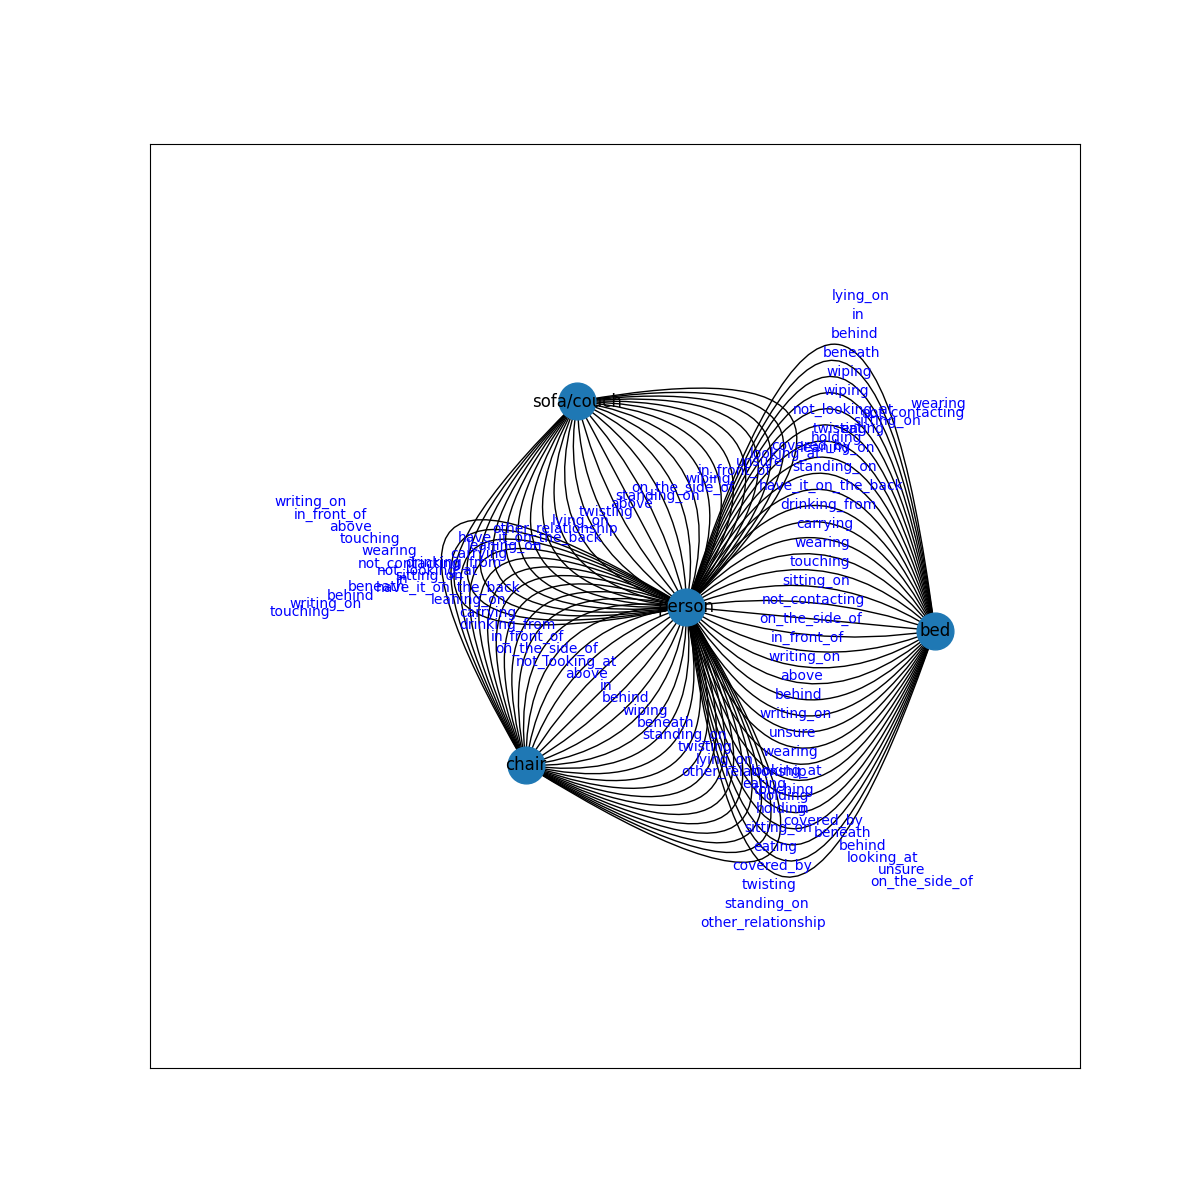 lying_on
in
behind
beneath
wiping
wiping
wearing
not_looking_at
not_contacting
sitting_on
twisting
eating
holding
covered_by
leaning_on
looking_at
unsure
standing_on
in_front_of
wiping
on_the_side_of
have_it_on_the_back
standing_on
above
drinking_from
twisting
carrying
lying_on
other_relationship
have_it_on_the_back
wearing
leaning_on
carrying
touching
drinking_from
sofa/couch
writing_on
in_front_of
above
touching
wearing
not_contacting
not_looking_at
sitting_on
in
beneath
have_it_on_the_back
behind
leaning_on
writing_on
touching
carrying
drinking_from
in_front_of
on_the_side_of
not_looking_at
above
in
behind
wiping
beneath
standing_on
twisting
lying_on
other_relationship
person
bed
chair
sitting_on
not_contacting
on_the_side_of
in_front_of
writing_on
above
behind
writing_on
unsure
wearing
looking_at
eating
touching
holding
holding
in
sitting_on
covered_by
beneath
eating
behind
looking_at
covered_by
unsure
twisting
on_the_side_of
standing_on
other_relationship